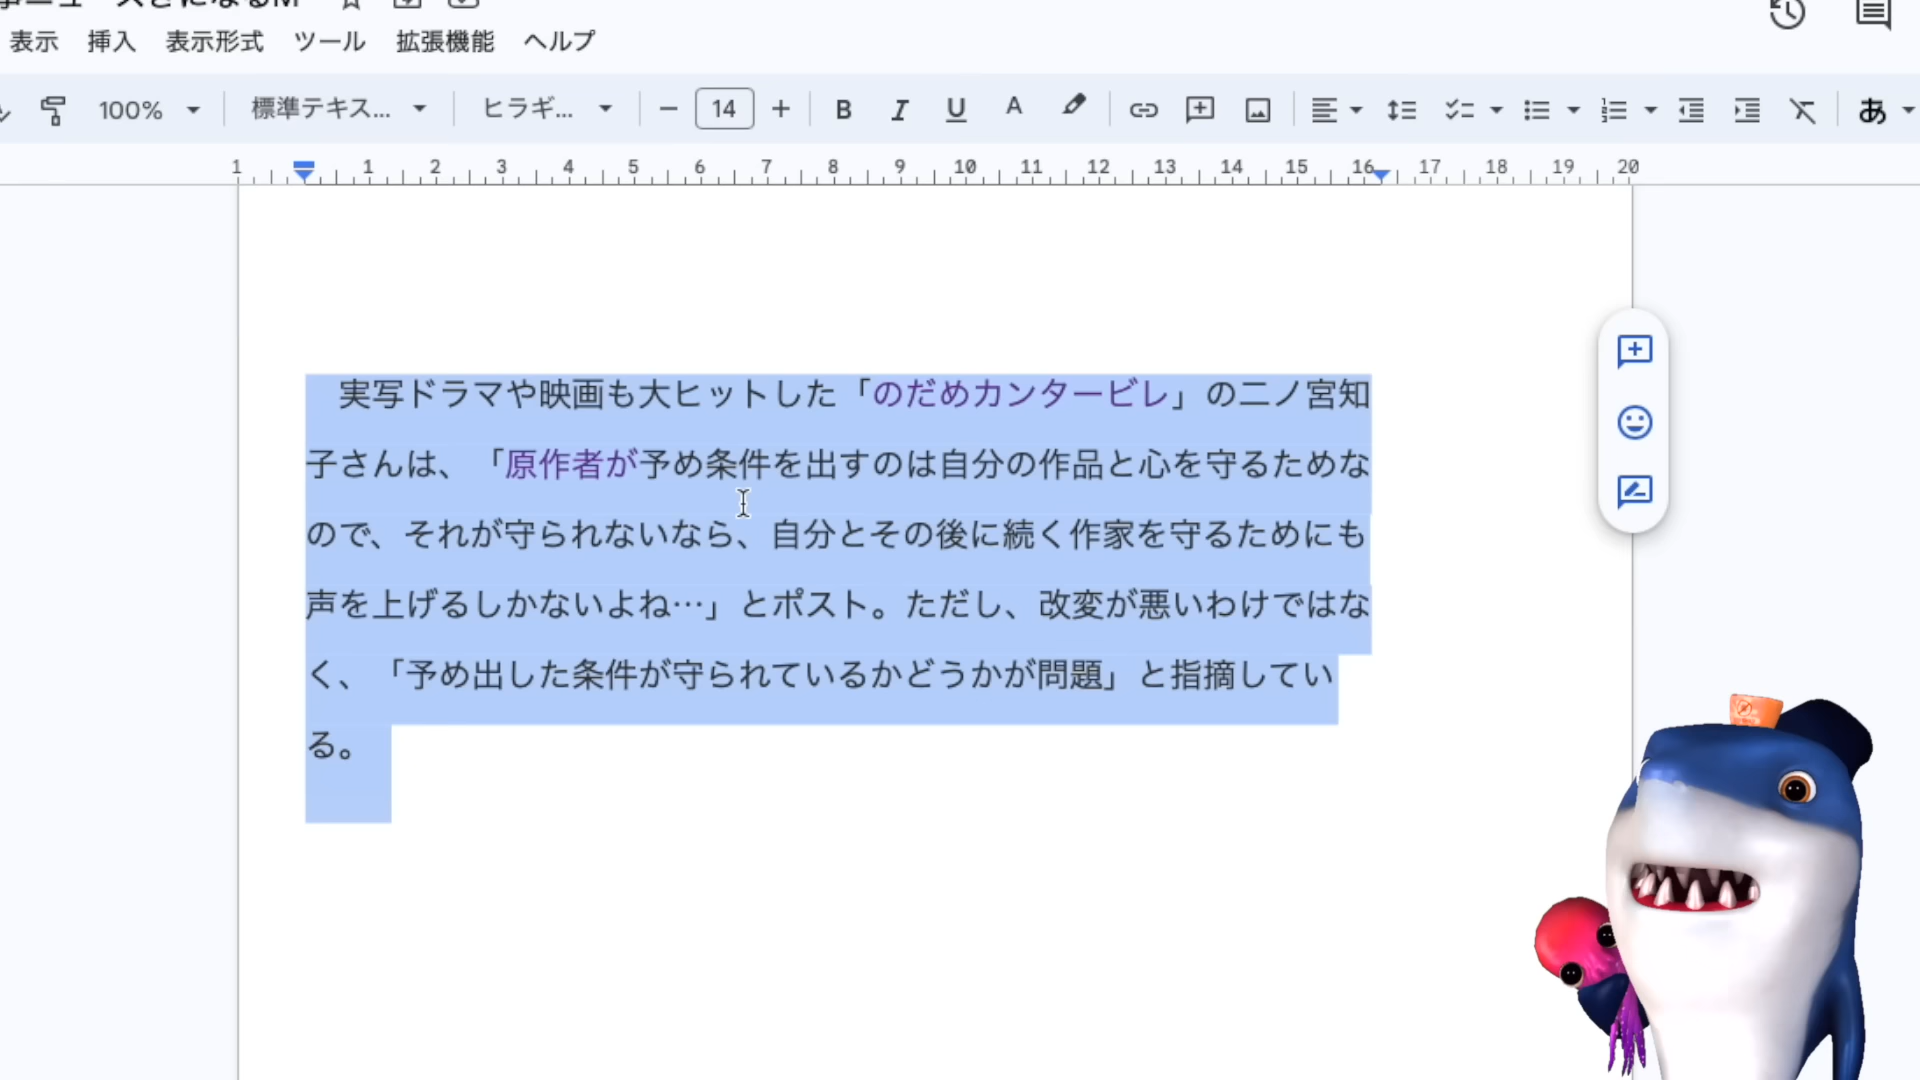 表示 挿入 表示形式 ツール 拡張機能 ヘルプ
100% 標準テキス... ヒラギ... 14 B I U A あ
1 1 2 3 4 5 6 7 8 9 10 11 12 13 14 15 16 17 18 19 20
実写ドラマや映画も大ヒットした「のだめカンタービレ」の二ノ宮知
子さんは、「原作者が予め条件を出すのは自分の作品と心を守るためな
ので、それが守られないなら、自分とその後に続く作家を守るためにも
声を上げるしかないよね…」とポスト。ただし、改変が悪いわけではな
く、「予め出した条件が守られているかどうかが問題」と指摘してい
る。